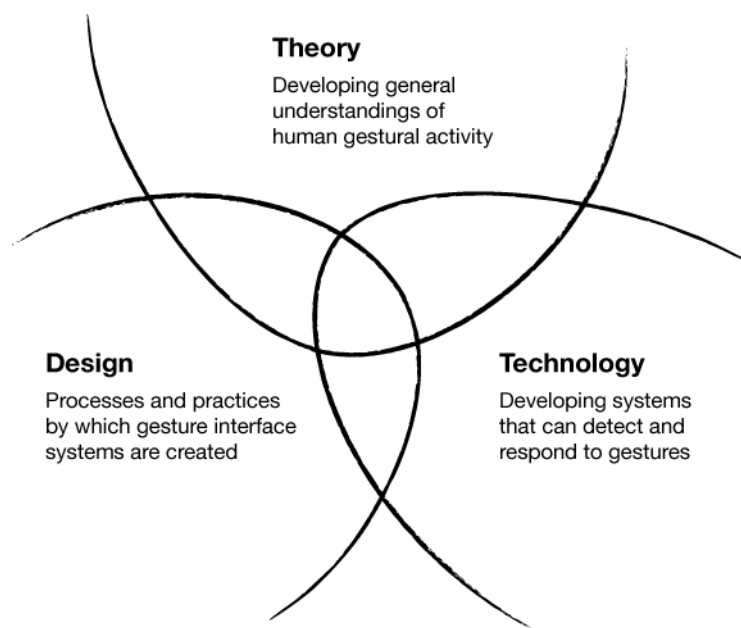 Theory
Developing general
understandings of
human gestural activity
Design
Processes and practices
by which gesture interface
systems are created
Technology
Developing systems
that can detect and
respond to gestures